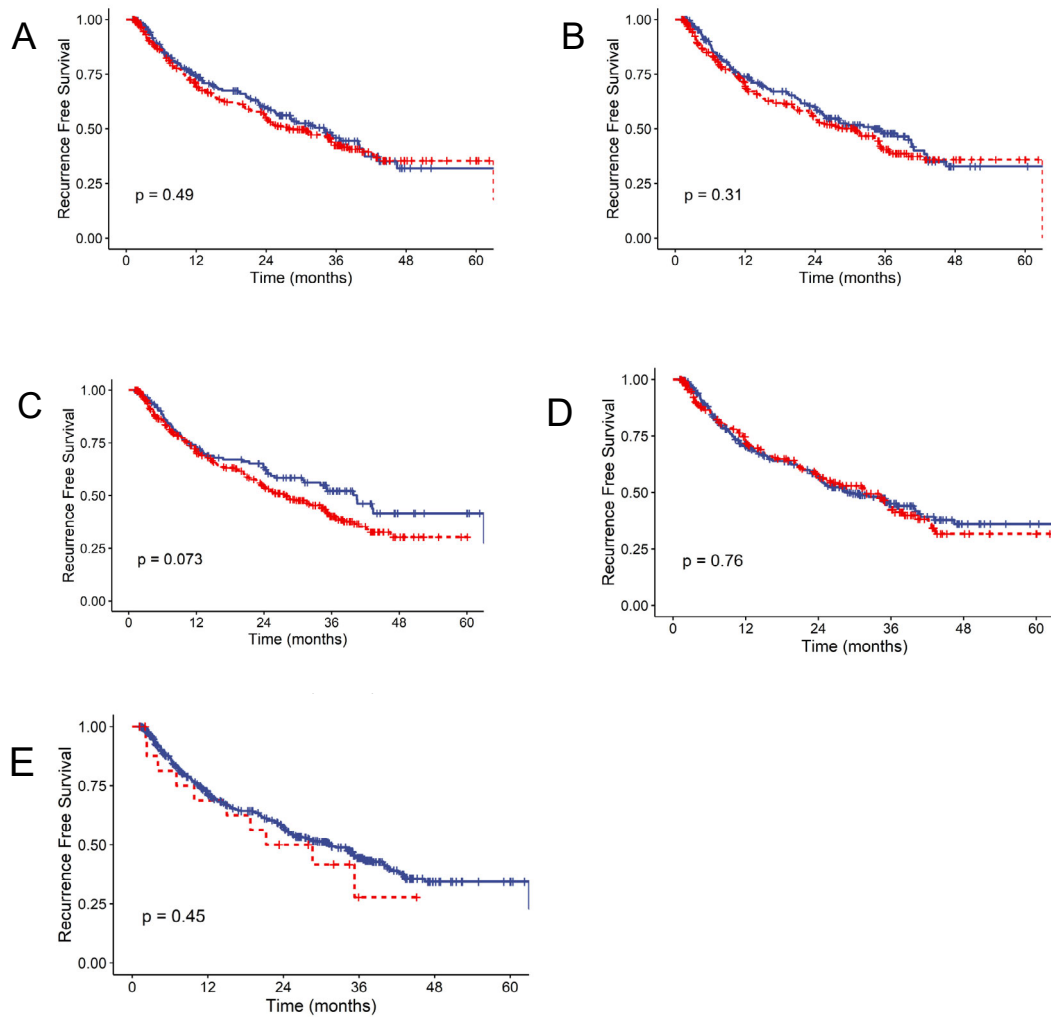 A
Recurrence Free Survival
1.00
0.75
0.50
0.25
0.00
p = 0.49
0 12 24 36 48 60
Time (months)
B
Recurrence Free Survival
1.00
0.75
0.50
0.25
0.00
p = 0.31
0 12 24 36 48 60
Time (months)
C
Recurrence Free Survival
1.00
0.75
0.50
0.25
0.00
p = 0.073
0 12 24 36 48 60
Time (months)
D
Recurrence Free Survival
1.00
0.75
0.50
0.25
0.00
p = 0.76
0 12 24 36 48 60
Time (months)
E
Recurrence Free Survival
1.00
0.75
0.50
0.25
0.00
p = 0.45
0 12 24 36 48 60
Time (months)